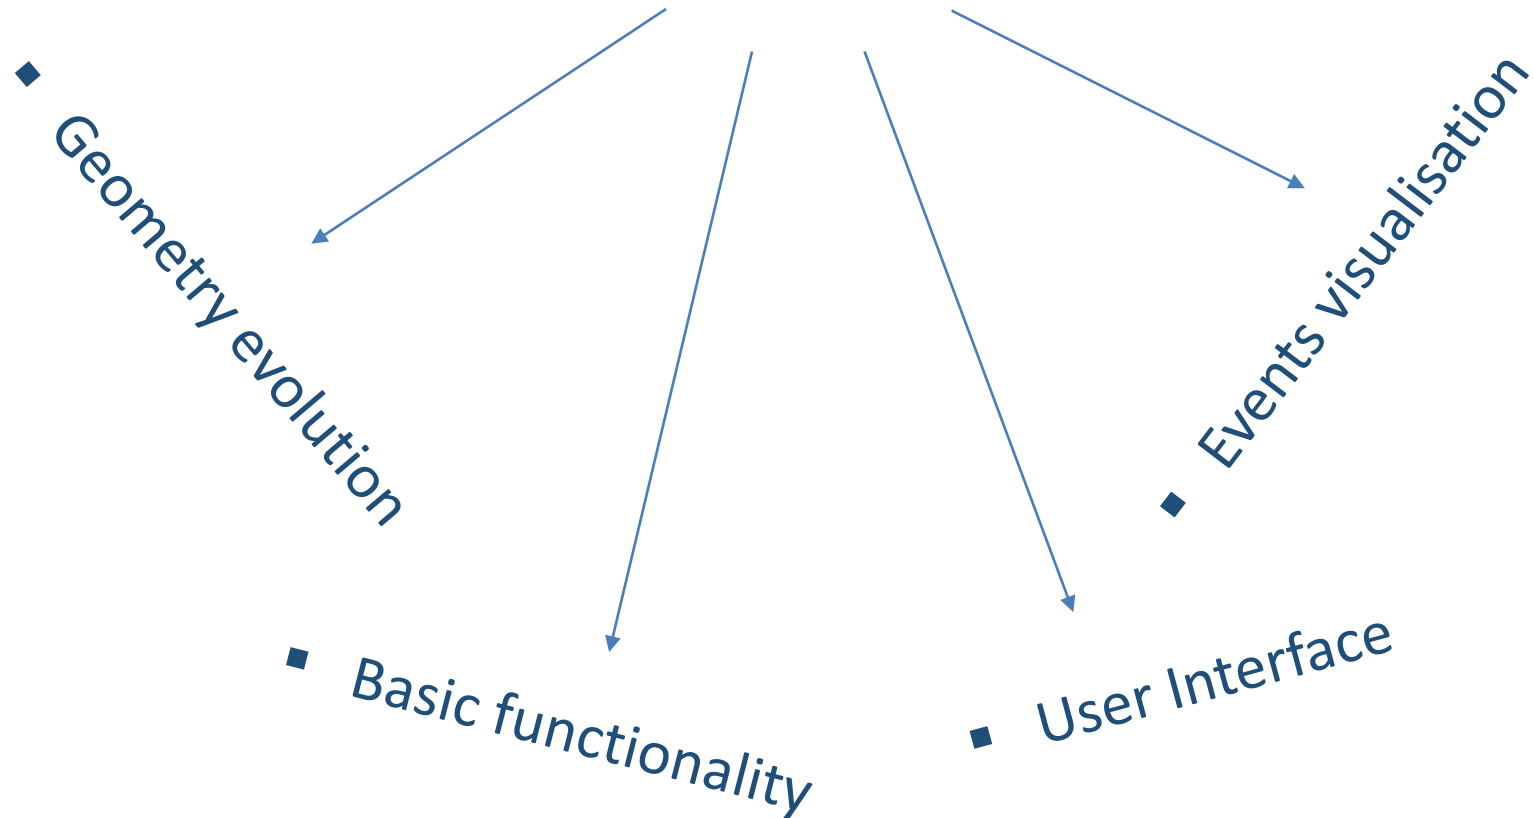 ▪ Geometry evolution
▪ Basic functionality
▪ User Interface
▪ Events visualisation